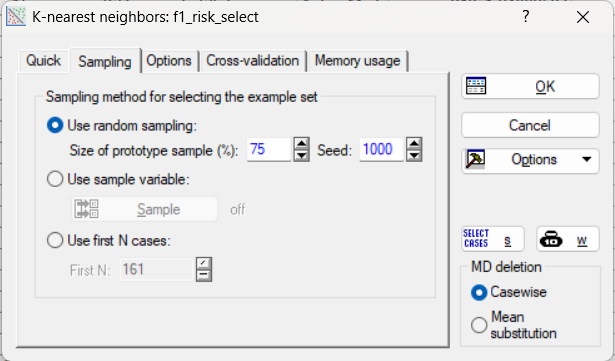 K-nearest neighbors: f1_risk_select
?
Quick Sampling Options Cross-validation Memory usage
Sampling method for selecting the example set
Use random sampling:
Size of prototype sample (%): 75 Seed: 1000
Use sample variable:
Sample off
Use first N cases:
First N: 161
OK
Cancel
Options
SELECT CASES S
w
MD deletion
Casewise
Mean
substitution